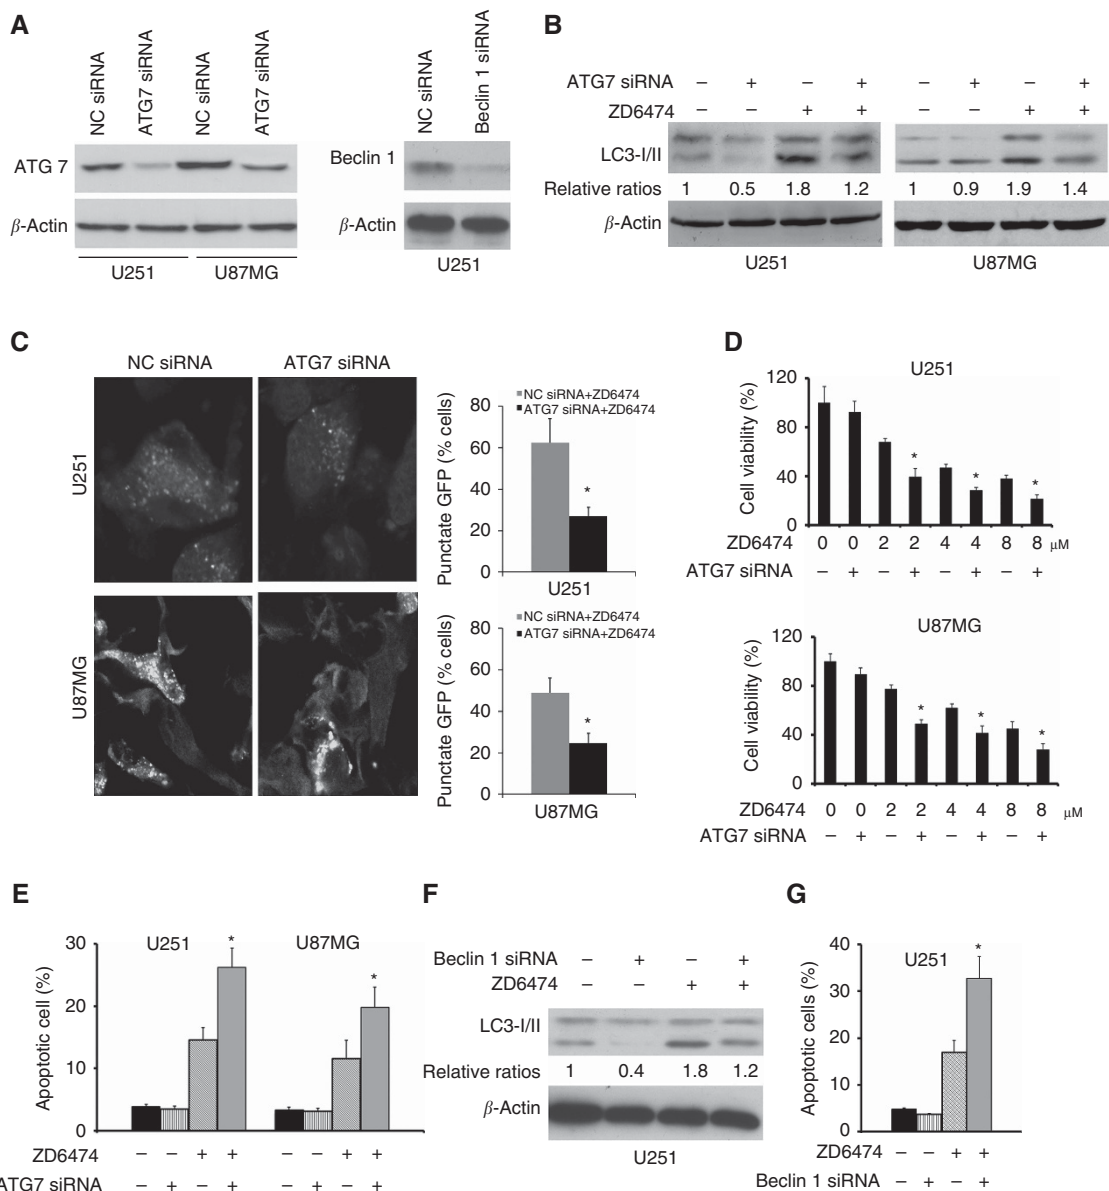 A
NC siRNA
ATG7 siRNA
NC siRNA
ATG7 siRNA
ATG 7
β-Actin
U251
U87MG
NC siRNA
Beclin 1 siRNA
Beclin 1
β-Actin
U251
B
ATG7 siRNA – + – + – – + – +
ZD6474 – – + + – – + +
LC3-I/II
Relative ratios 1 0.5 1.8 1.2 1 0.9 1.9 1.4
β-Actin
U251 U87MG
C
NC siRNA ATG7 siRNA
U251
U87MG
80
60
40
20
0
Punctate GFP (% cells)
NC siRNA+ZD6474
ATG7 siRNA+ZD6474
*
U251
80
60
40
20
0
Punctate GFP (% cells)
NC siRNA+ZD6474
ATG7 siRNA+ZD6474
*
U87MG
D
U251
120
80
40
0
Cell viability (%)
* * *
ZD6474 0 0 2 2 4 4 8 8 μM
ATG7 siRNA – + – + – + – +
U87MG
120
80
40
0
Cell viability (%)
* * *
ZD6474 0 0 2 2 4 4 8 8 μM
ATG7 siRNA – + – + – + – +
E
30
20
10
0
Apoptotic cell (%)
U251 U87MG
* *
ZD6474 – – + + – – + +
ATG7 siRNA – + – + – + – +
F
Beclin 1 siRNA – + – +
ZD6474 – – + +
LC3-I/II
Relative ratios 1 0.4 1.8 1.2
β-Actin
U251
G
40
30
20
10
0
Apoptotic cells (%)
U251
*
ZD6474 – – + +
Beclin 1 siRNA – + – +